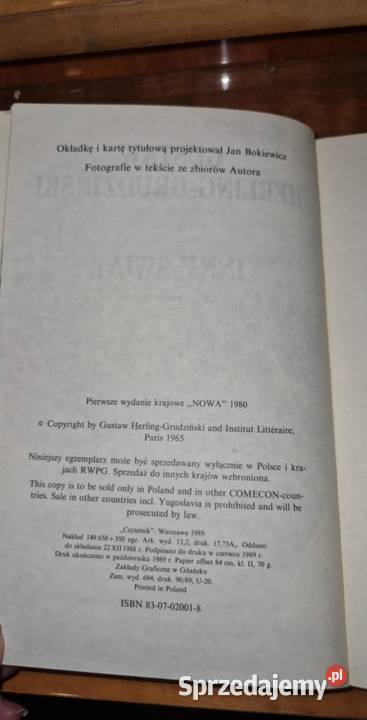 Okładkę i kartę tytułową projektował Jan Bokiewicz
Fotografie w tekście ze zbiorów Autora
HERLING-GRUDZIŃSKI
INNY ŚWIAT
Pierwsze wydanie krajowe „NOWA" 1980
© Copyright by Gustaw Herling-Grudziński and Institut Littéraire,
Paris 1965
Niniejszy egzemplarz może być sprzedawany wyłącznie w Polsce i kra-
jach RWPG. Sprzedaż do innych krajów wzbroniona.
This copy is to be sold only in Poland and in other COMECON-coun-
tries. Sale in other countries incl. Yugoslavia is prohibited and will be
prosecuted by law.
„Czytelnik". Warszawa 1989.
Nakład 149.650+350 egz. Ark. wyd. 13,2; druk. 17,75A₁. Oddano
do składania 22 XII 1988 r. Podpisano do druku w czerwcu 1989 r.
Druk ukończono w październiku 1989 r. Papier offset 84 cm, kl. II, 70 g.
Zakłady Graficzne w Gdańsku
Zam. wyd. 694; druk. 90/89; U-20.
Printed in Poland
ISBN 83-07-02001-8
Sprzedajemy.pl